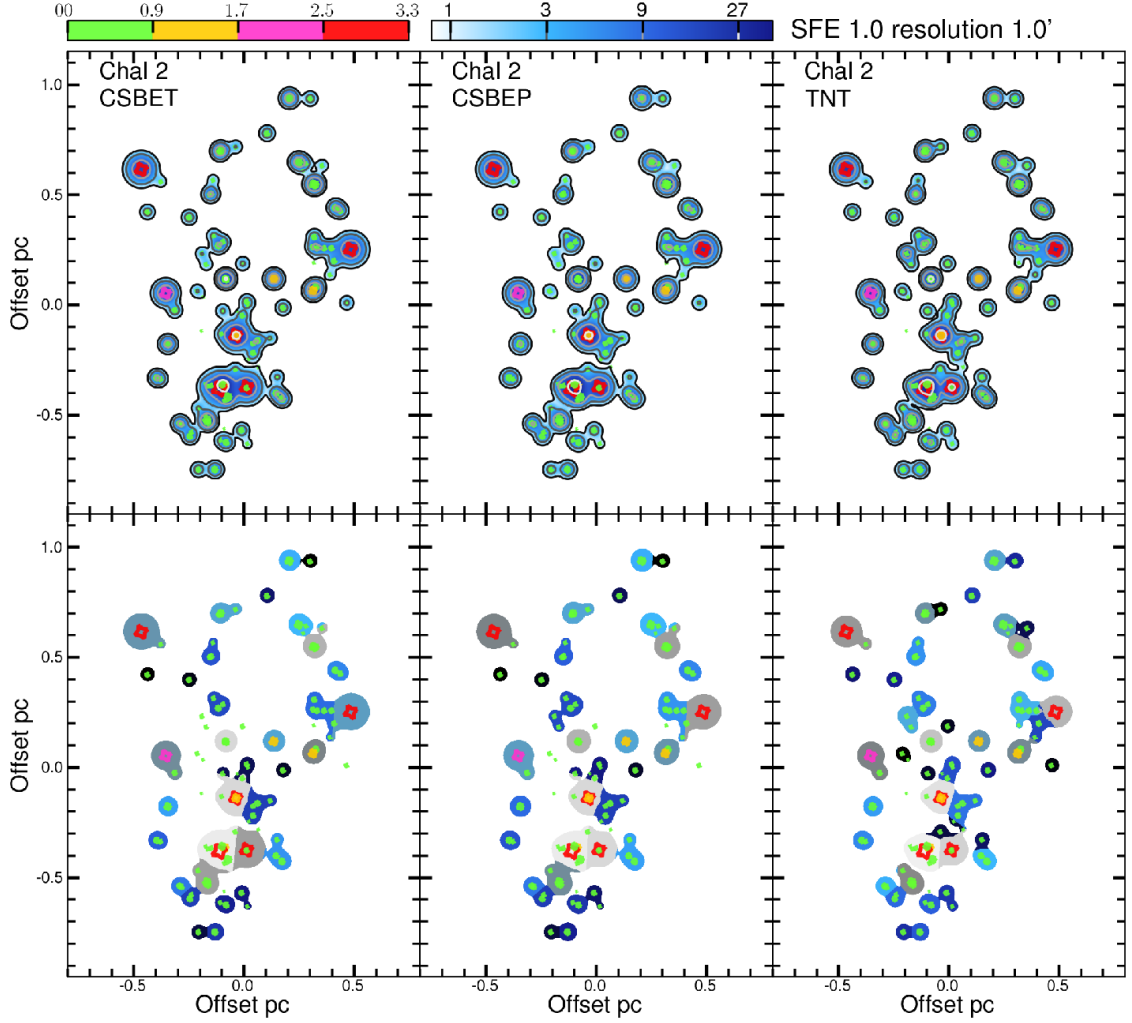 00 0.9 1.7 2.5 3.3 1 3 9 27 SFE 1.0 resolution 1.0’
Chal 2 Chal 2 Chal 2
CSBET CSBEP TNT
1.0
0.5
0.0
-0.5
Offset pc
1.0
0.5
0.0
-0.5
Offset pc
-0.5 0.0 0.5 -0.5 0.0 0.5 -0.5 0.0 0.5
Offset pc Offset pc Offset pc